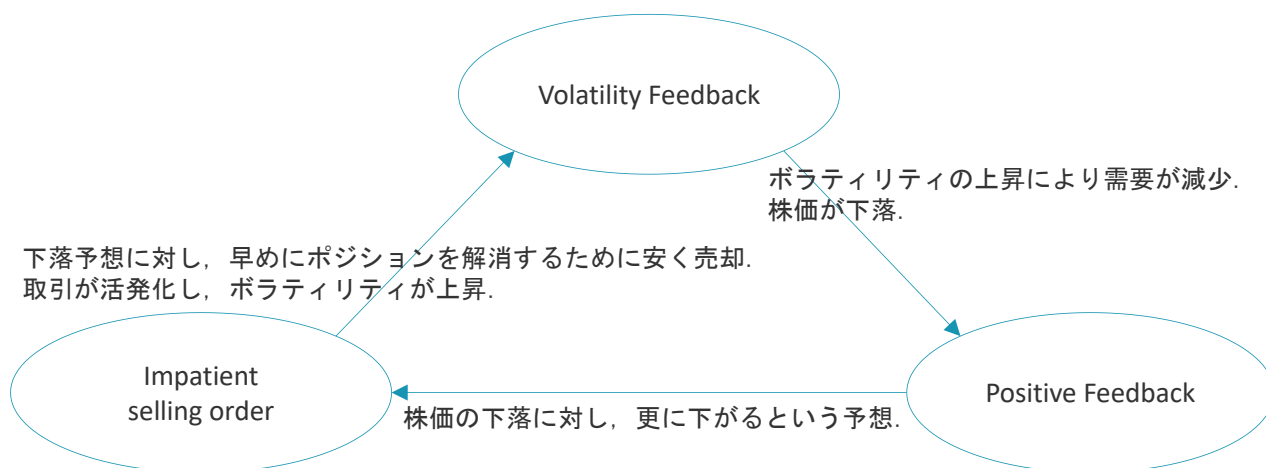 Volatility Feedback
ボラティリティの上昇により需要が減少.
株価が下落.
下落予想に対し，早めにポジションを解消するために安く売却.
取引が活発化し，ボラティリティが上昇.
Impatient
selling order
Positive Feedback
株価の下落に対し，更に下がるという予想.